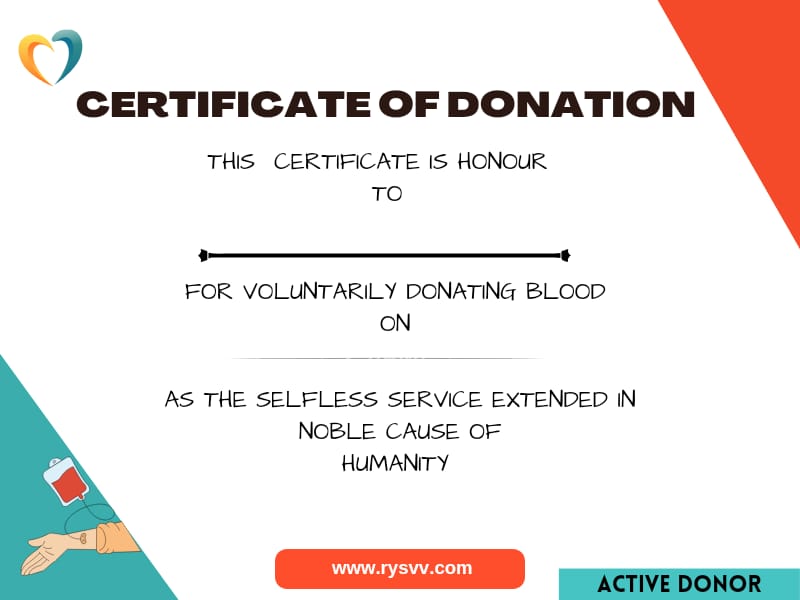 CERTIFICATE OF DONATION
THIS CERTIFICATE IS HONOUR
TO
FOR VOLUNTARILY DONATING BLOOD
ON
AS THE SELFLESS SERVICE EXTENDED IN
NOBLE CAUSE OF
HUMANITY
www.rysvv.com
ACTIVE DONOR